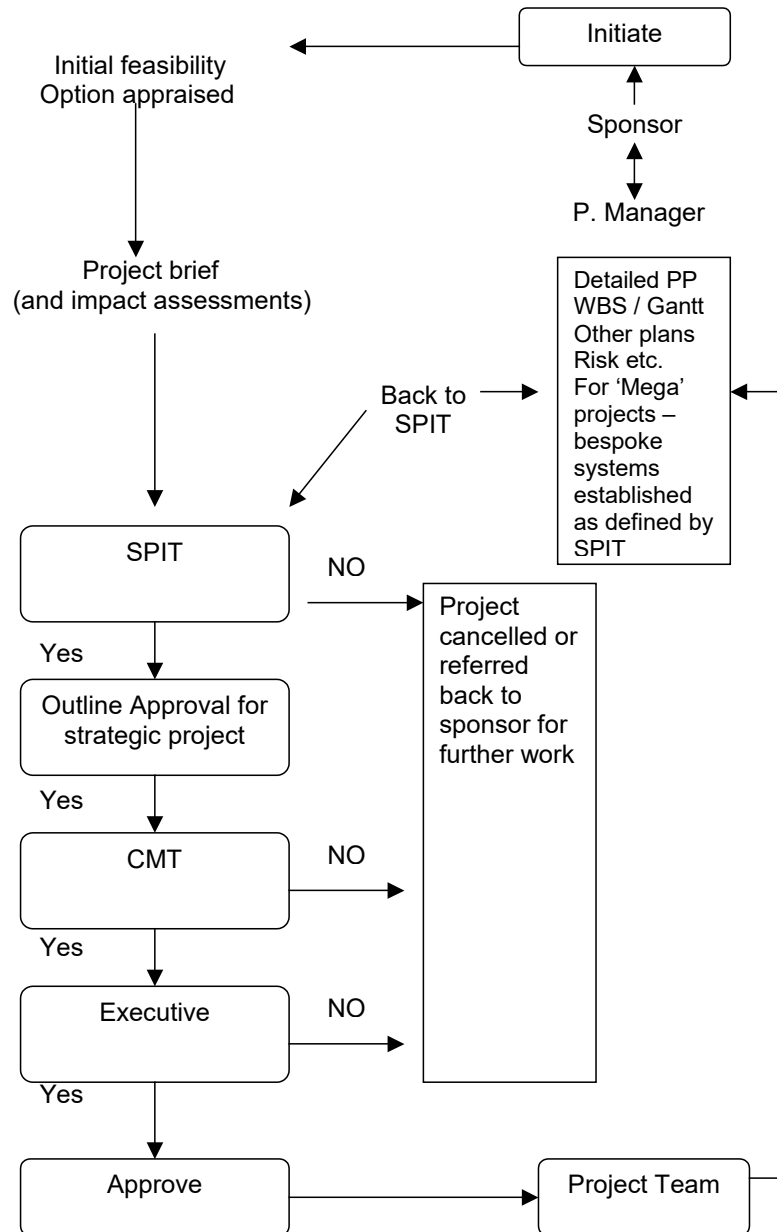 Initiate
Initial feasibility
Option appraised
Sponsor
P. Manager
Project brief
(and impact assessments)
Detailed PP
WBS / Gantt
Other plans
Risk etc.
For ‘Mega’
projects –
bespoke
systems
established
as defined by
SPIT
Back to
SPIT
SPIT
NO
Project
cancelled or
referred
back to
sponsor for
further work
Yes
Outline Approval for
strategic project
Yes
CMT
NO
Yes
Executive
NO
Yes
Approve
Project Team